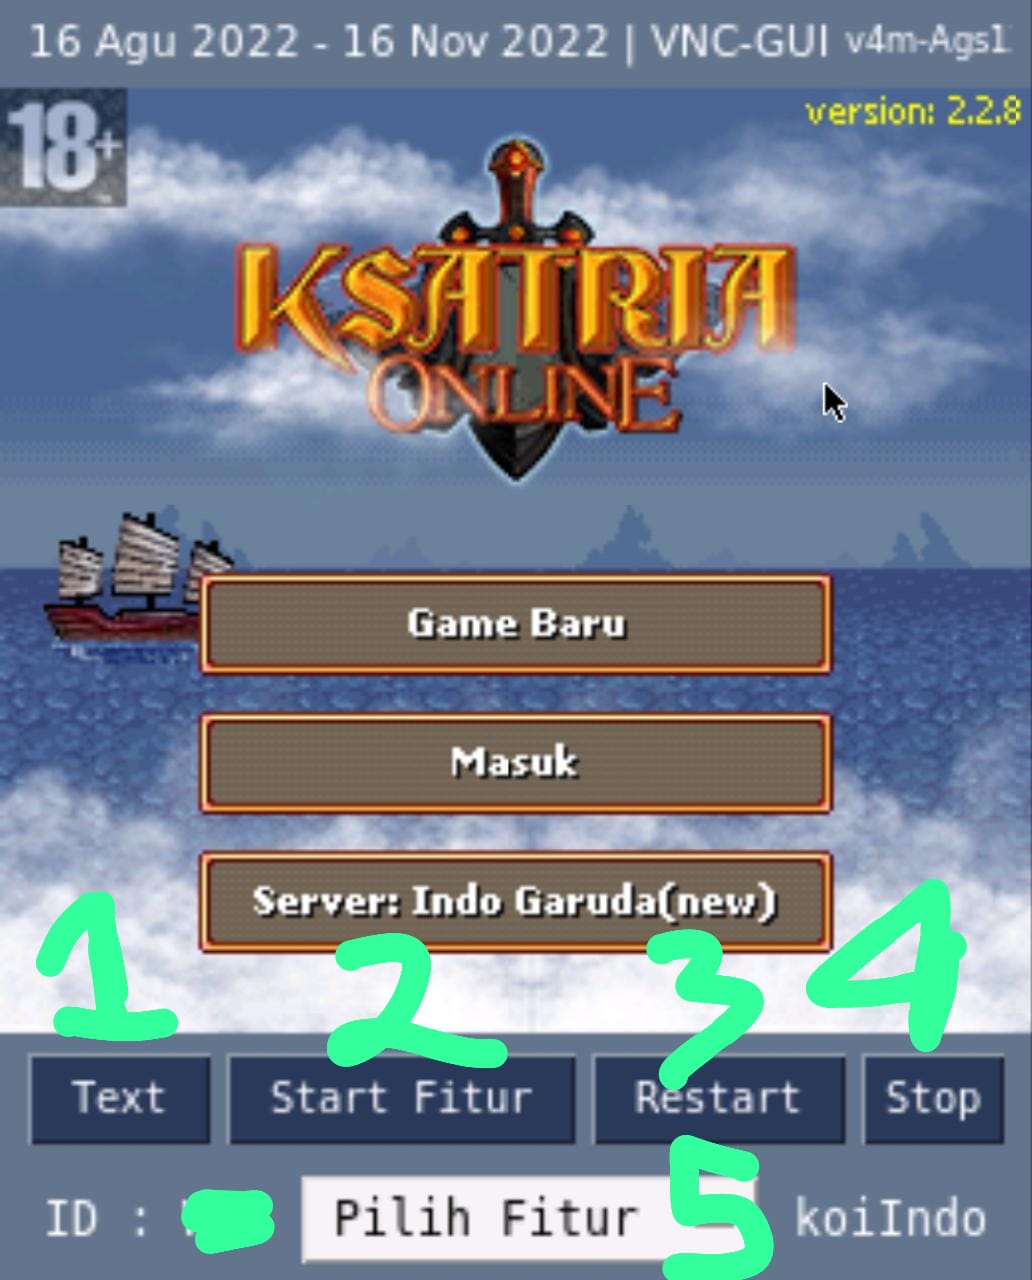 16 Agu 2022 - 16 Nov 2022 | VNC-GUI v4m-Ags1
18+
version: 2.2.8
KSATRIA
ONLINE
Game Baru
Masuk
Server: Indo Garuda(new)
1 2 3 4
Text Start Fitur Restart Stop
5
ID : Pilih Fitur koiIndo